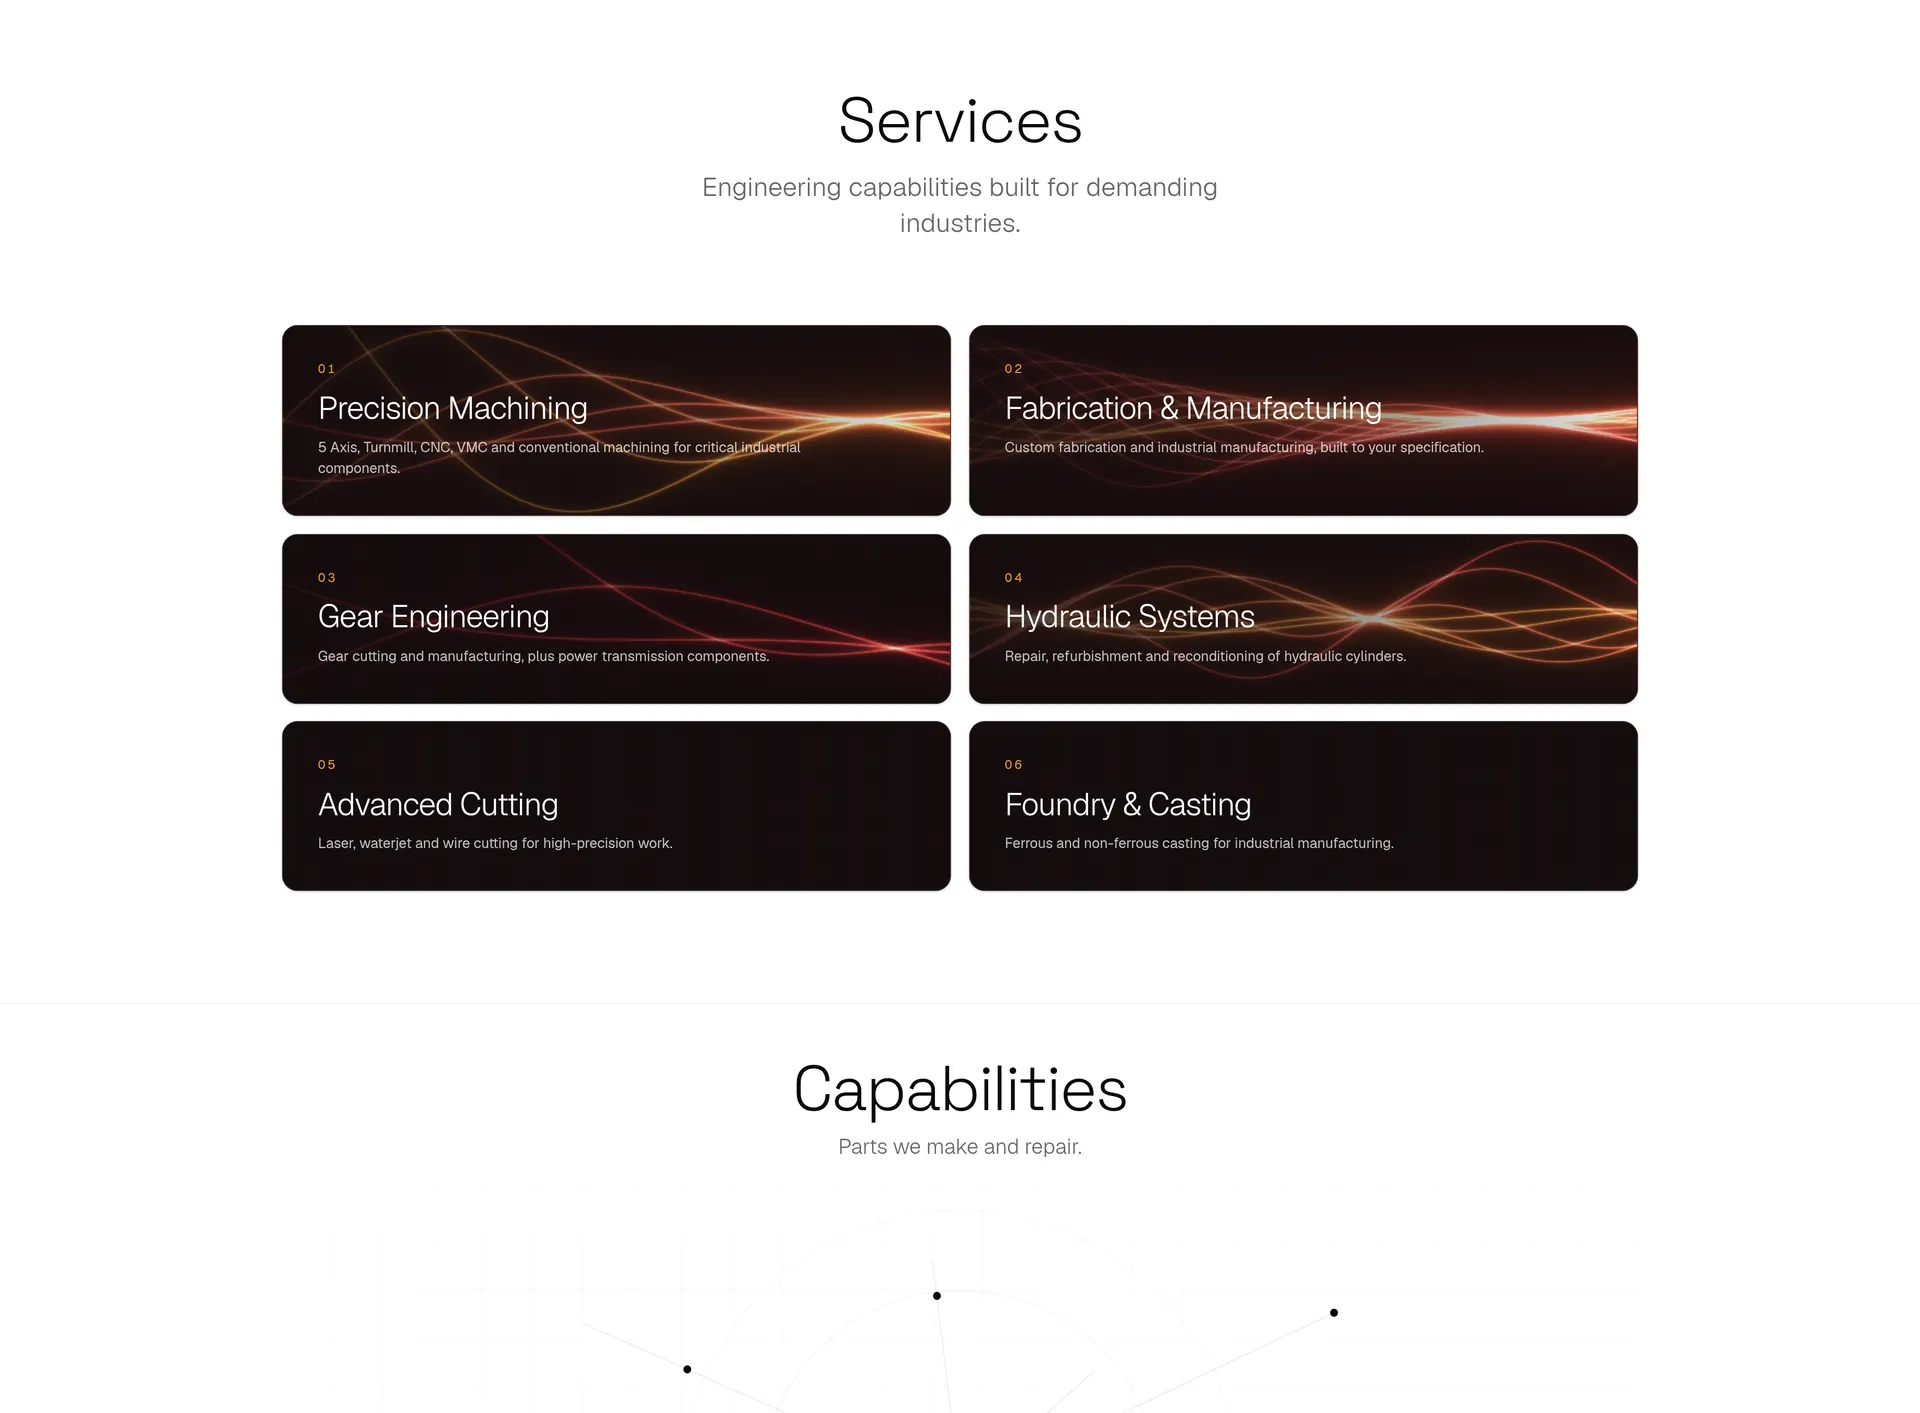 Services
Engineering capabilities built for demanding
industries.
01
Precision Machining
5 Axis, Turnmill, CNC, VMC and conventional machining for critical industrial
components.
02
Fabrication & Manufacturing
Custom fabrication and industrial manufacturing, built to your specification.
03
Gear Engineering
Gear cutting and manufacturing, plus power transmission components.
04
Hydraulic Systems
Repair, refurbishment and reconditioning of hydraulic cylinders.
05
Advanced Cutting
Laser, waterjet and wire cutting for high-precision work.
06
Foundry & Casting
Ferrous and non-ferrous casting for industrial manufacturing.
Capabilities
Parts we make and repair.